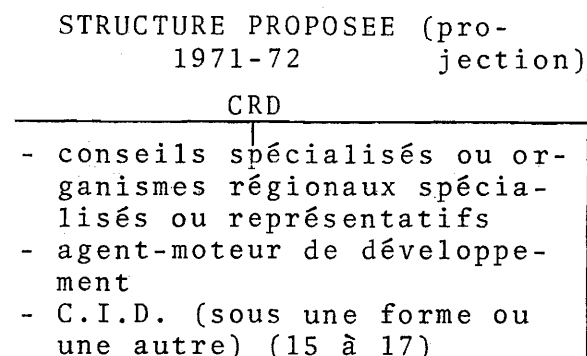 STRUCTURE PROPOSEE (pro-
1971-72 jection)
CRD
- conseils spécialisés ou or-
ganismes régionaux spécia-
lisés ou représentatifs
- agent-moteur de développe-
ment
- C.I.D. (sous une forme ou
une autre) (15 à 17)